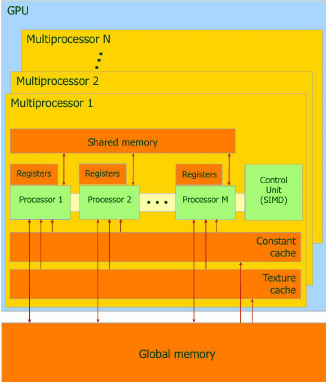 GPU
Multiprocessor N
Multiprocessor 2
Multiprocessor 1
Shared memory
Registers
Registers
Registers
Processor 1
Processor 2
Processor M
Control
Unit
(SIMD)
Constant
cache
Texture
cache
Global memory